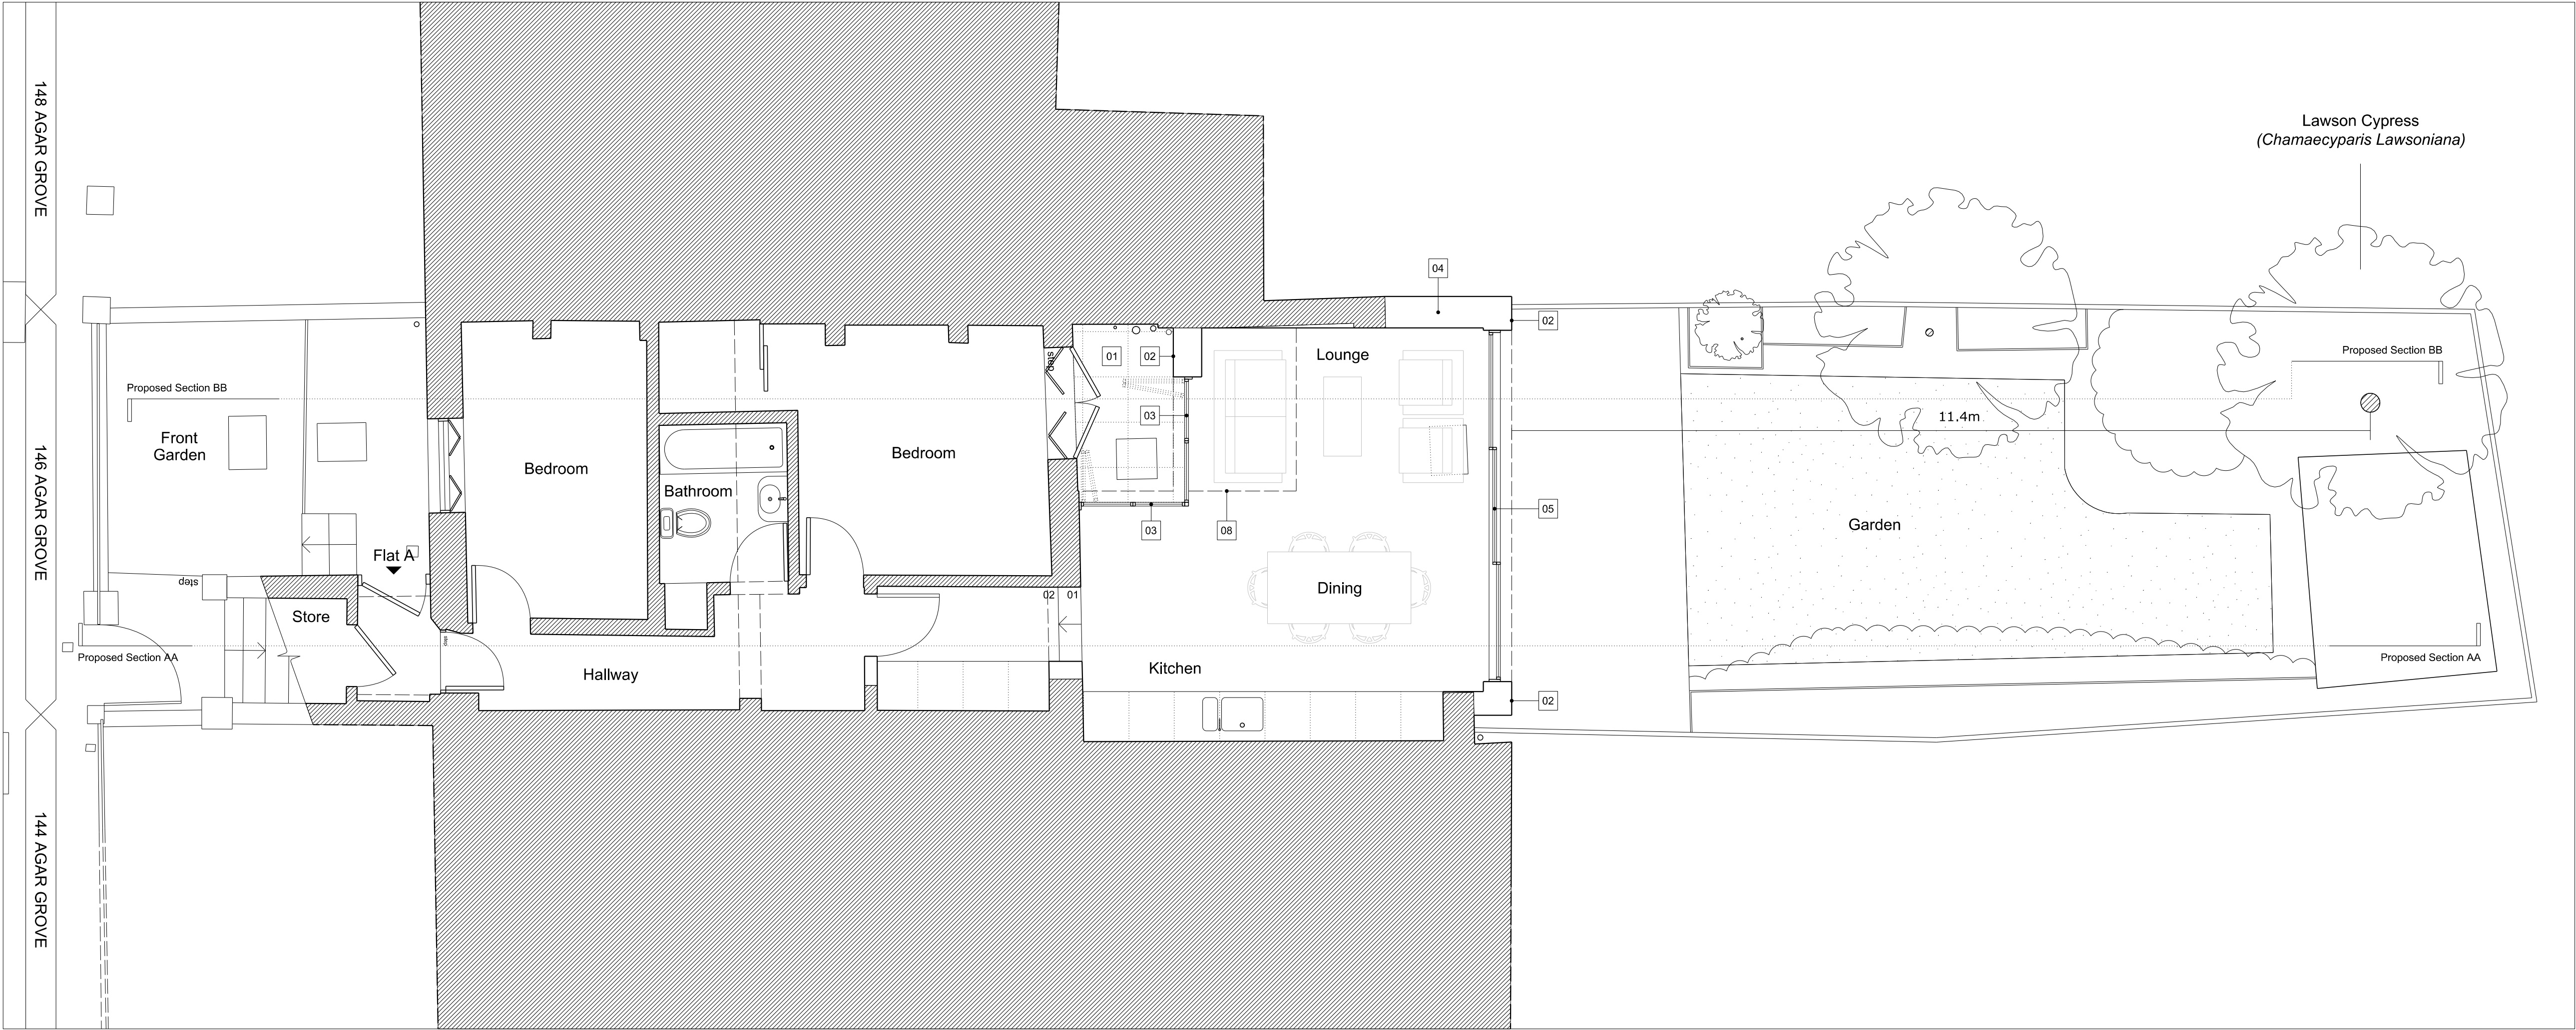 148 AGAR GROVE
146 AGAR GROVE
144 AGAR GROVE
Lawson Cypress
(Chamaecyparis Lawsoniana)
04
02
01
02
Lounge
step
Proposed Section BB
Proposed Section BB
03
11.4m
Front
Garden
Bedroom
Bedroom
Bathroom
05
03
08
Garden
Flat A
step
Dining
02 01
Store
step
Proposed Section AA
Proposed Section AA
Kitchen
Hallway
02